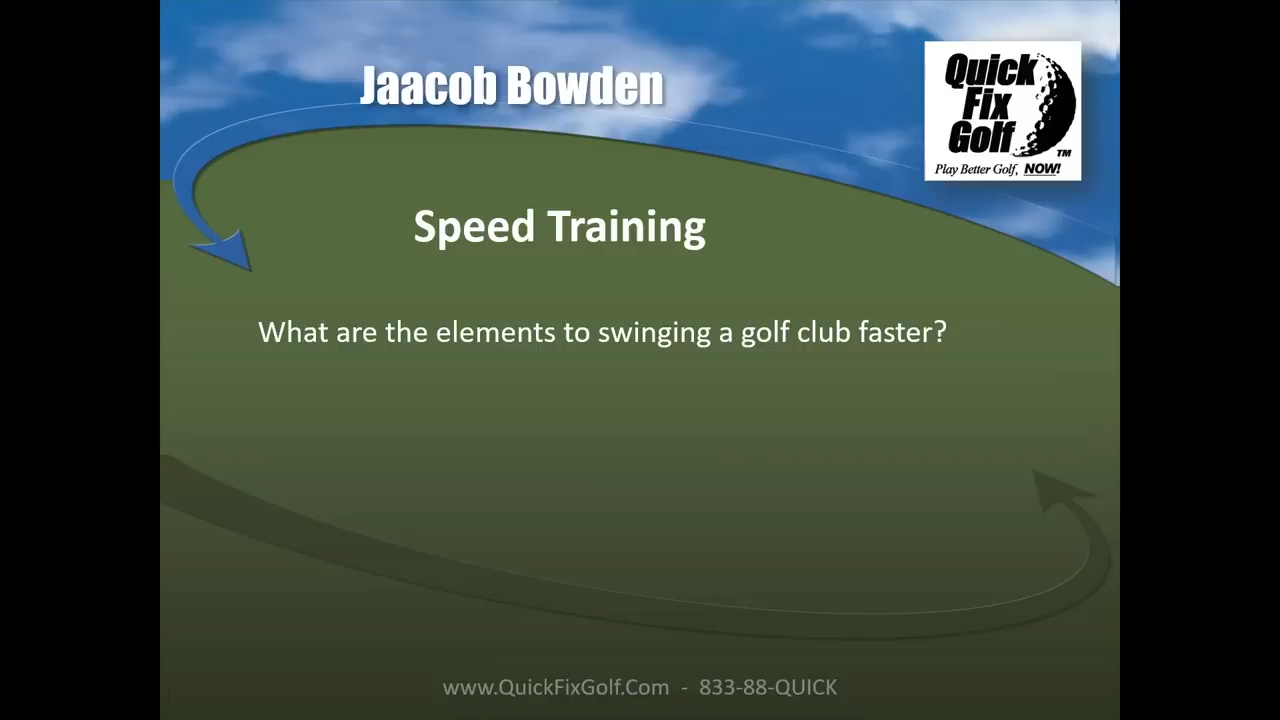 Jaacob Bowden
Quick
Fix
Golf
TM
Play Better Golf, NOW!
Speed Training
What are the elements to swinging a golf club faster?
www.QuickFixGolf.Com - 833-88-QUICK